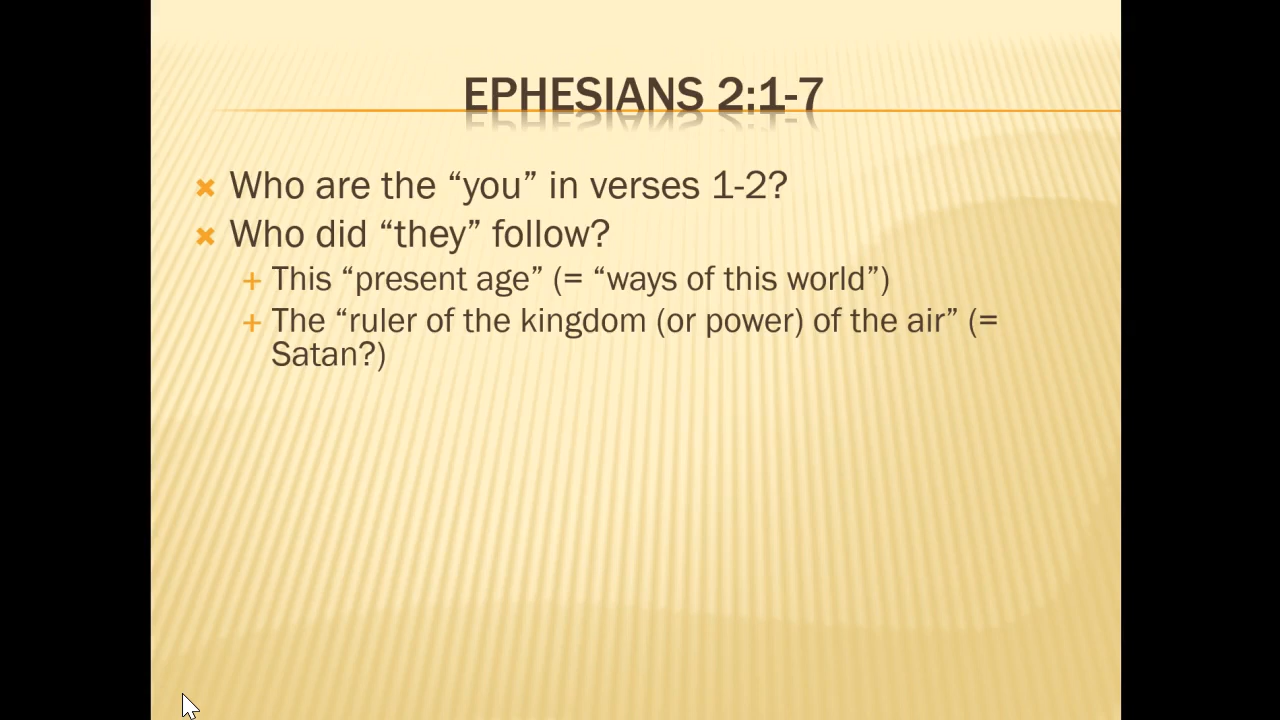 EPHESIANS 2:1-7
Who are the “you” in verses 1-2?
Who did “they” follow?
This “present age” (= “ways of this world”)
The “ruler of the kingdom (or power) of the air” (=
Satan?)